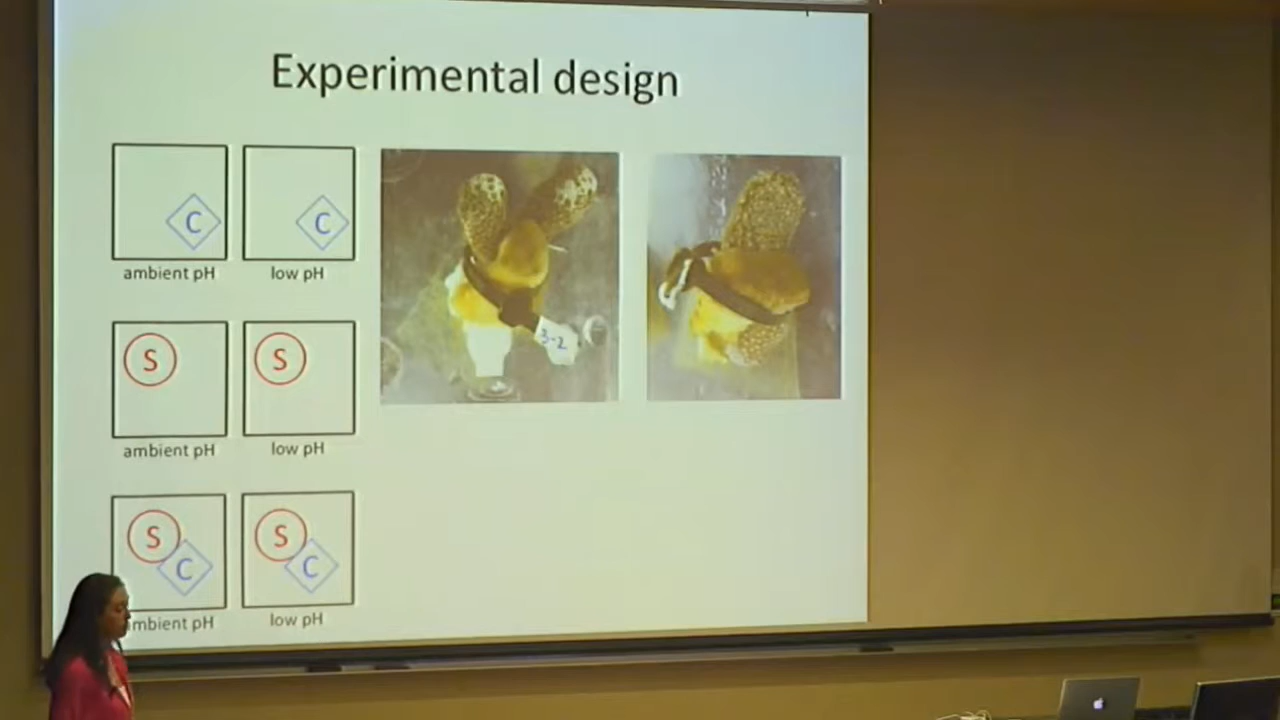 Experimental design
C
C
ambient pH
low pH
S
S
ambient pH
low pH
3-2
S
C
S
C
mbient pH
low pH